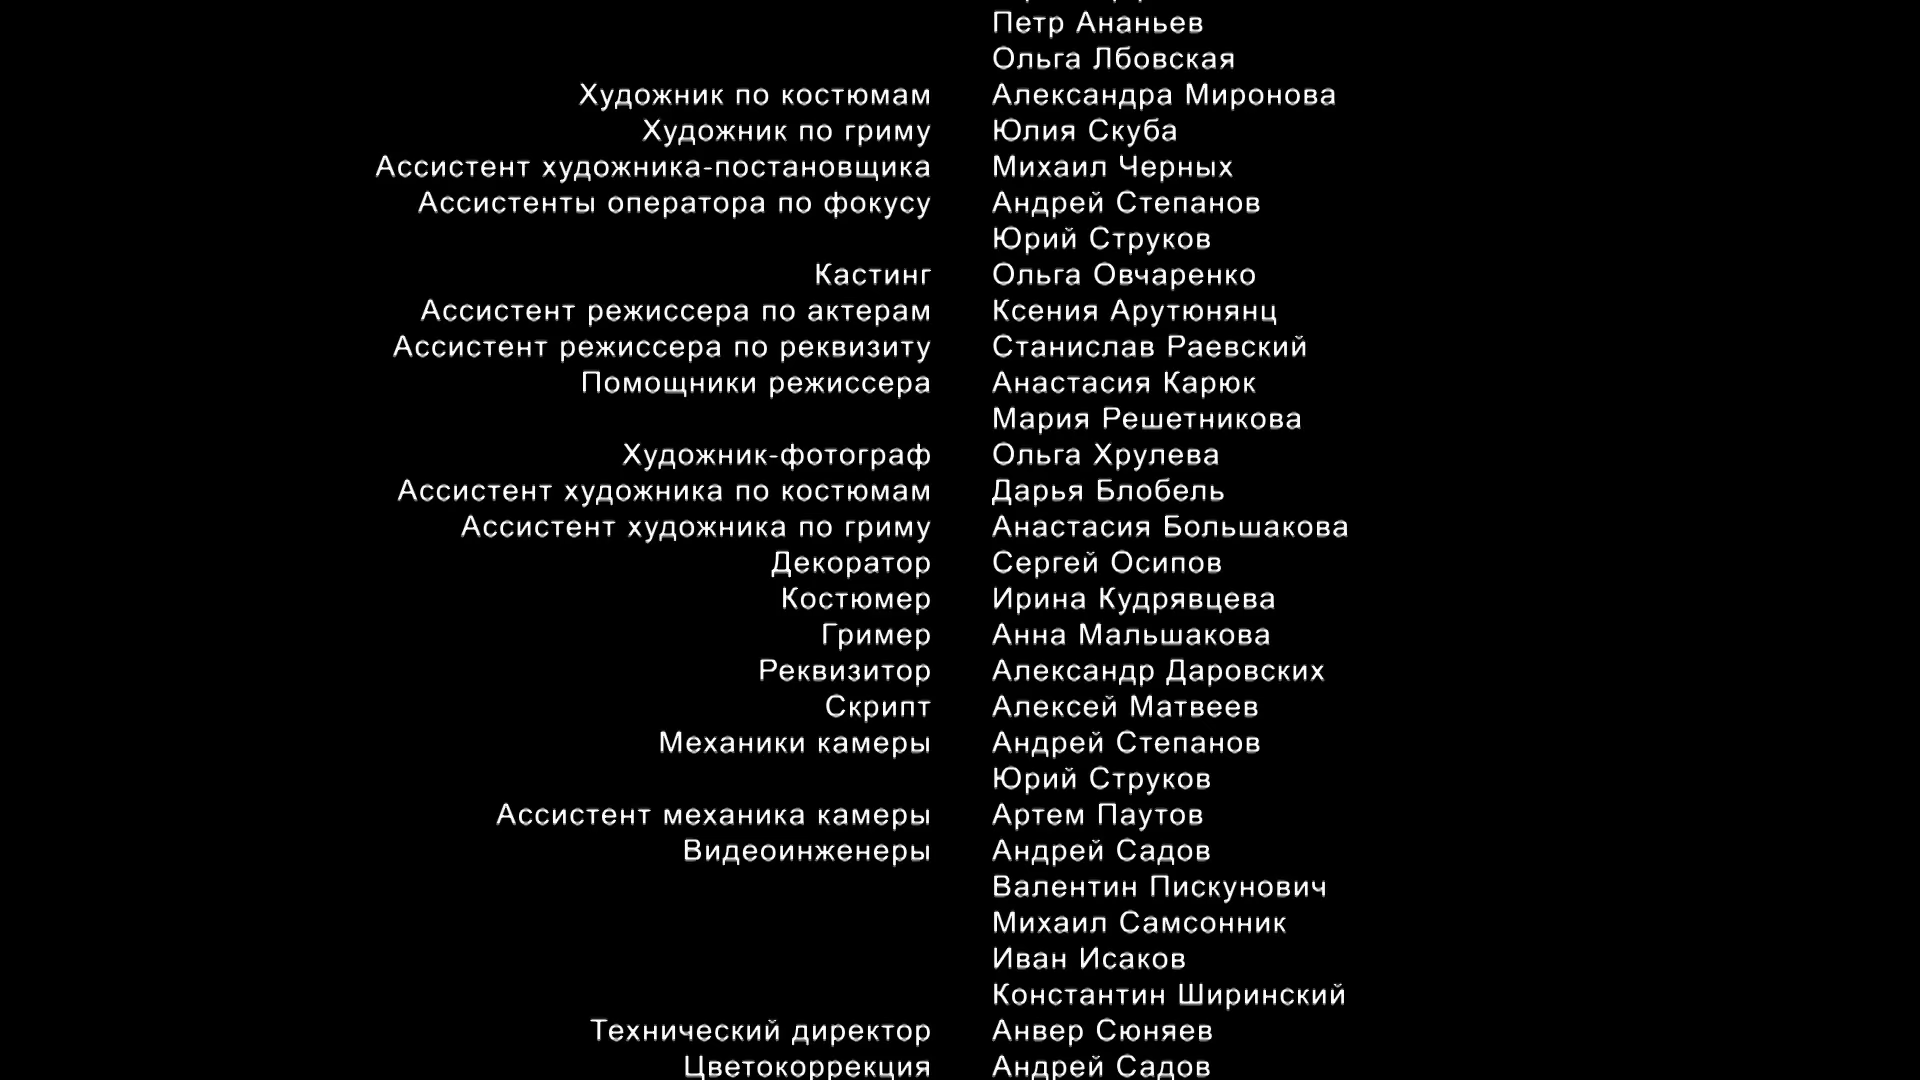 Петр Ананьев
Ольга Лбовская
Художник по костюмам Александра Миронова
Художник по гриму Юлия Скуба
Ассистент художника-постановщика Михаил Черных
Ассистенты оператора по фокусу Андрей Степанов
Юрий Струков
Кастинг Ольга Овчаренко
Ассистент режиссера по актерам Ксения Арутюнянц
Ассистент режиссера по реквизиту Станислав Раевский
Помощники режиссера Анастасия Карюк
Мария Решетникова
Художник-фотограф Ольга Хрулева
Ассистент художника по костюмам Дарья Блобель
Ассистент художника по гриму Анастасия Большакова
Декоратор Сергей Осипов
Костюмер Ирина Кудрявцева
Гример Анна Мальшакова
Реквизитор Александр Даровских
Скрипт Алексей Матвеев
Механики камеры Андрей Степанов
Юрий Струков
Ассистент механика камеры Артем Паутов
Видеоинженеры Андрей Садов
Валентин Пискунович
Михаил Самсонник
Иван Исаков
Константин Ширинский
Технический директор Анвер Сюняев
Цветокоррекция Андрей Садов